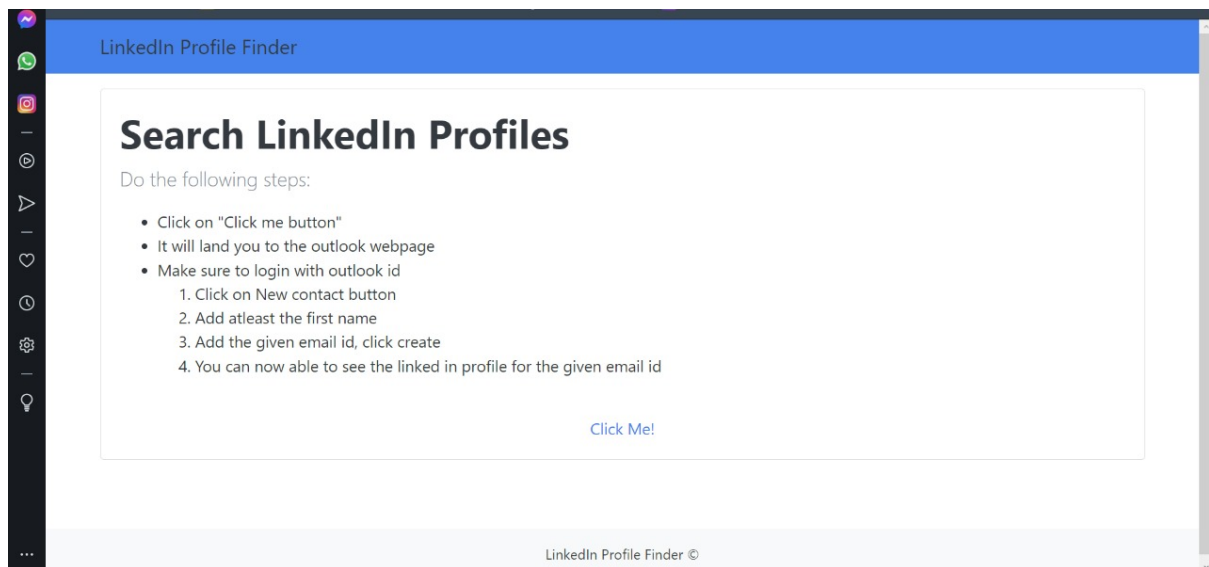 LinkedIn Profile Finder
Search LinkedIn Profiles
Do the following steps:
• Click on "Click me button"
• It will land you to the outlook webpage
• Make sure to login with outlook id
1. Click on New contact button
2. Add atleast the first name
3. Add the given email id, click create
4. You can now able to see the linked in profile for the given email id
Click Me!
LinkedIn Profile Finder ©